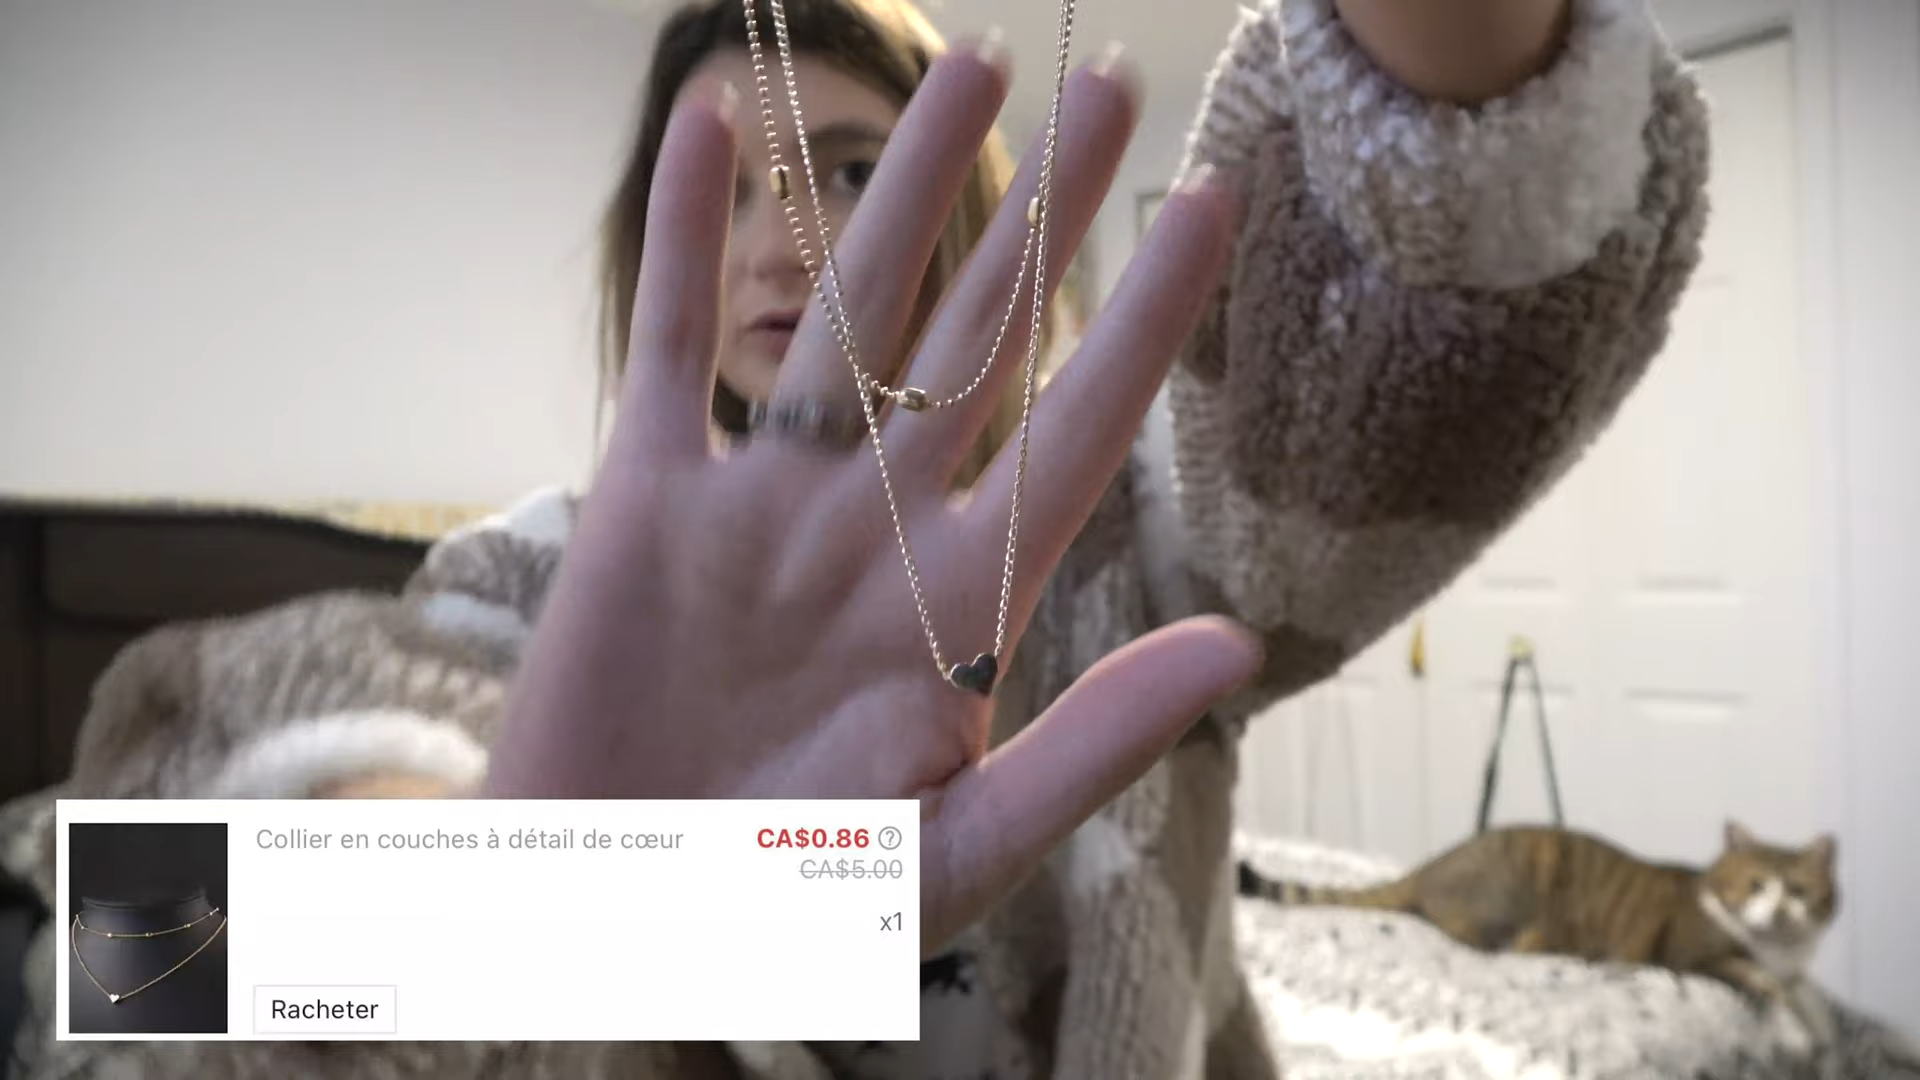 Collier en couches à détail de cœur
CA$0.86 ?
CA$5.00
x1
Racheter